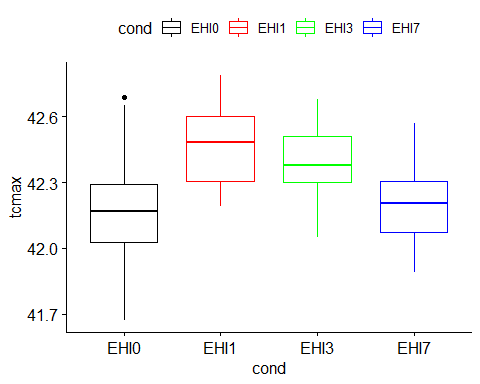 cond EHI0 EHI1 EHI3 EHI7
42.6
42.3
42.0
41.7
tcmax
EHI0 EHI1 EHI3 EHI7
cond